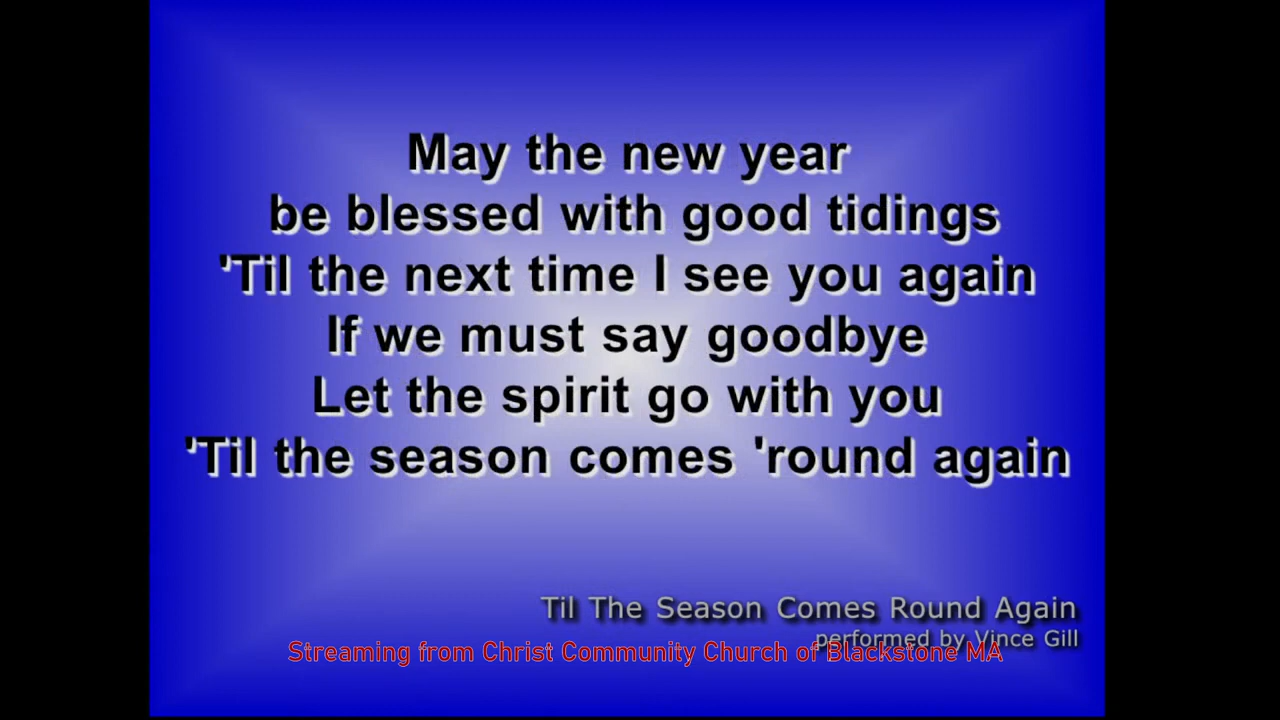 May the new year
be blessed with good tidings
'Til the next time I see you again
If we must say goodbye
Let the spirit go with you
'Til the season comes 'round again
Til The Season Comes Round Again
performed by Vince Gill
Streaming from Christ Community Church of Blackstone MA